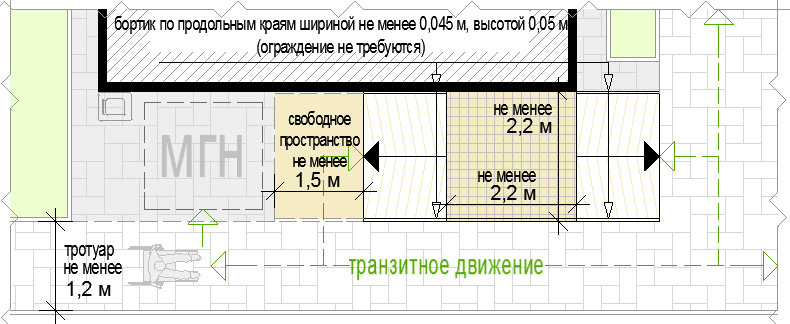 бортик по продольным краям шириной не менее 0,045 м, высотой 0,05 м
(ограждение не требуются)
МГН
свободное
пространство
не менее
1,5 м
не менее
2,2 м
не менее
2,2 м
тротуар
не менее
1,2 м
транзитное движение